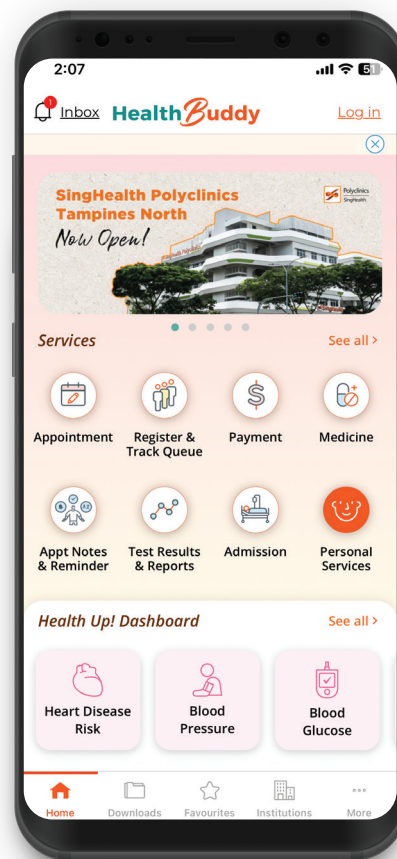 2:07
51
1
Inbox
HealthBuddy
Log in
SingHealth Polyclinics
Tampines North
Now Open!
Polyclinics
SingHealth
Services
See all >
Appointment
Register &
Track Queue
Payment
Medicine
Appt Notes
& Reminder
Test Results
& Reports
Admission
Personal
Services
Health Up! Dashboard
See all >
Heart Disease
Risk
Blood
Pressure
Blood
Glucose
Home
Downloads
Favourites
Institutions
More